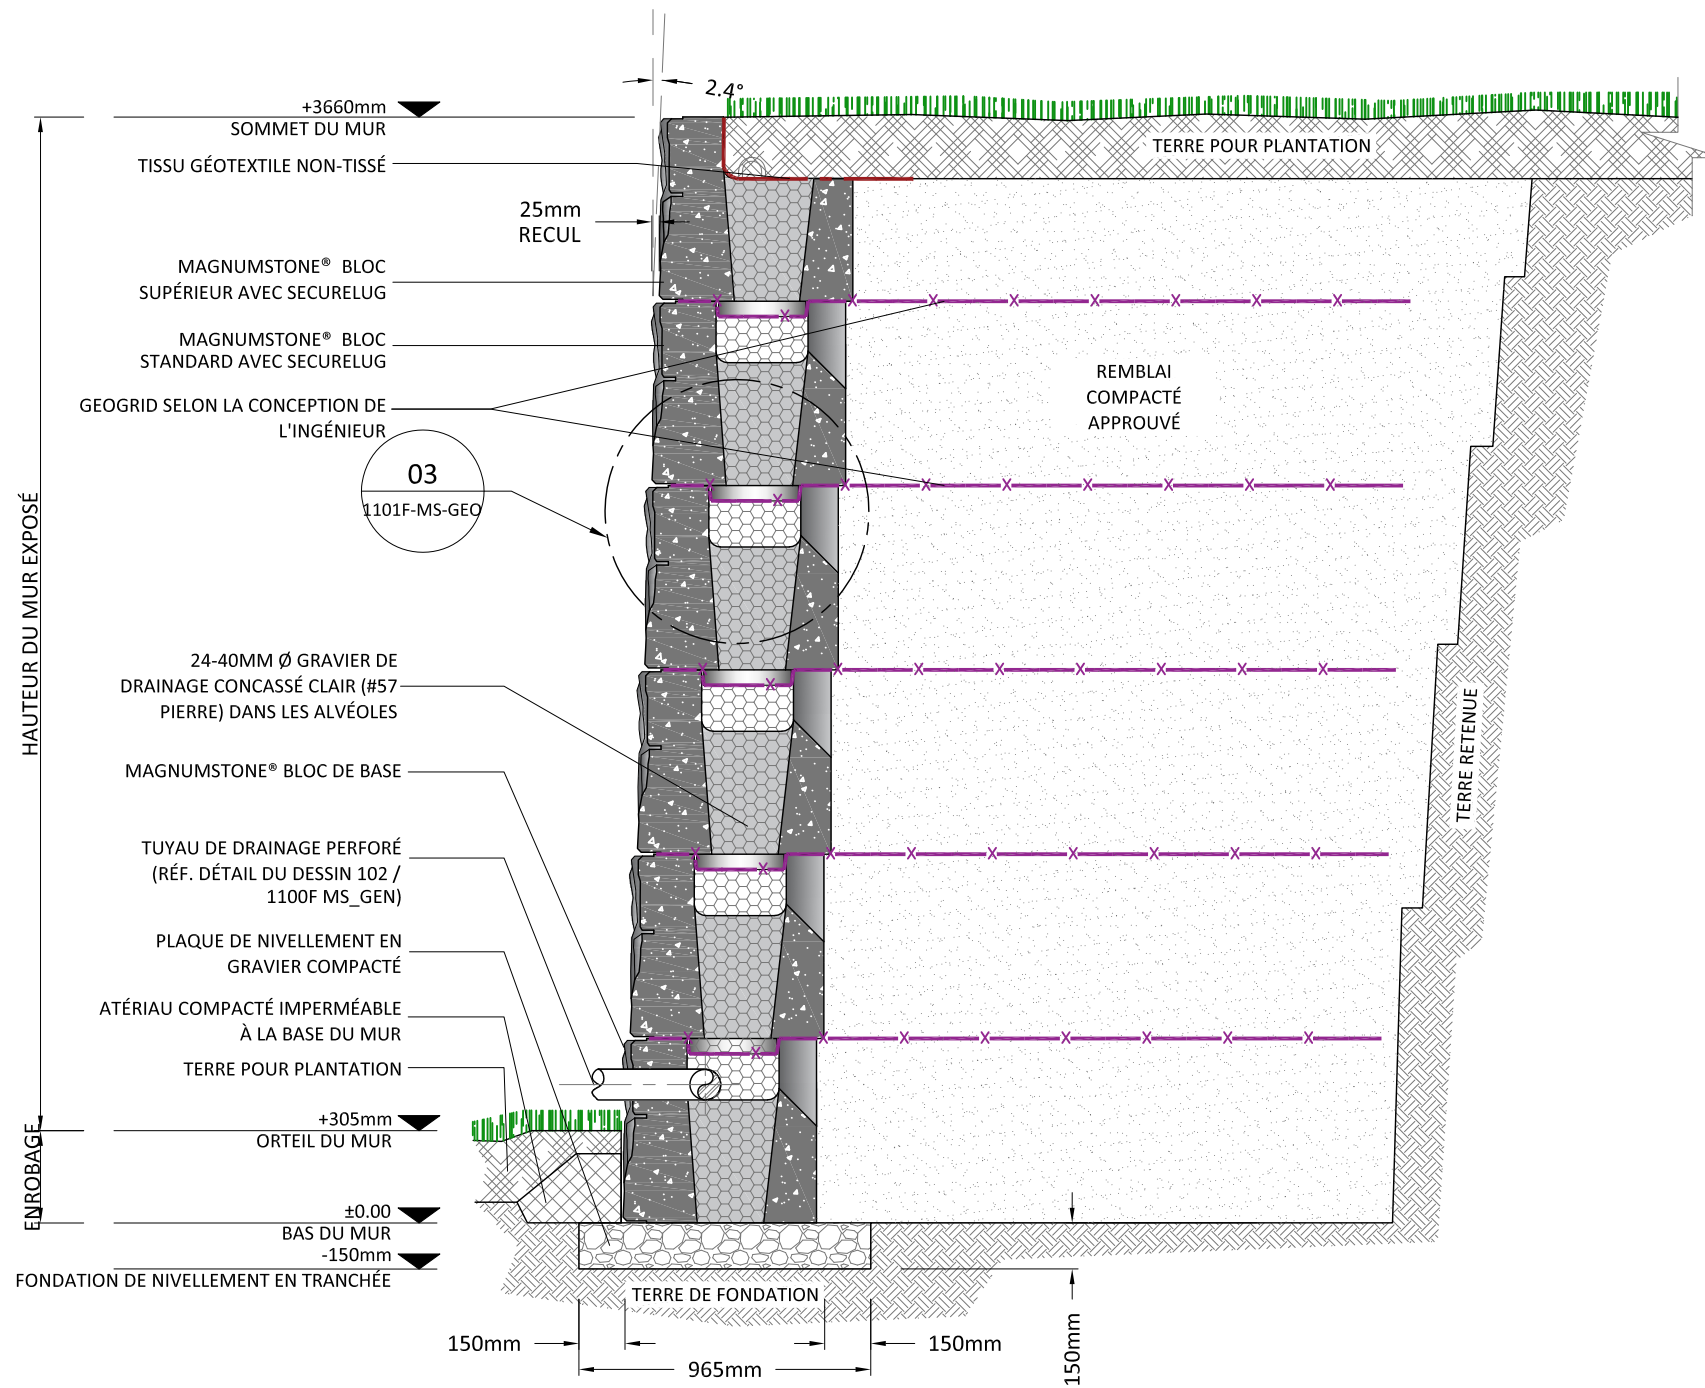 2.4°
+3660mm
SOMMET DU MUR
TISSU GÉOTEXTILE NON-TISSÉ
TERRE POUR PLANTATION
25mm
RECUL
MAGNUMSTONE® BLOC
SUPÉRIEUR AVEC SECURELUG
MAGNUMSTONE® BLOC
STANDARD AVEC SECURELUG
GEOGRID SELON LA CONCEPTION DE
L'INGÉNIEUR
REMBLAI
COMPACTÉ
APPROUVÉ
03
1101F-MS-GEO
HAUTEUR DU MUR EXPOSÉ
24-40MM Ø GRAVIER DE
DRAINAGE CONCASSÉ CLAIR (#57
PIERRE) DANS LES ALVÉOLES
TERRE RETENUE
MAGNUMSTONE® BLOC DE BASE
TUYAU DE DRAINAGE PERFORÉ
(RÉF. DÉTAIL DU DESSIN 102 /
1100F MS_GEN)
PLAQUE DE NIVELLEMENT EN
GRAVIER COMPACTÉ
ATÉRIAU COMPACTÉ IMPERMÉABLE
À LA BASE DU MUR
TERRE POUR PLANTATION
+305mm
ORTEIL DU MUR
ENROBAGE
±0.00
BAS DU MUR
-150mm
FONDATION DE NIVELLEMENT EN TRANCHÉE
TERRE DE FONDATION
150mm
150mm
965mm
150mm